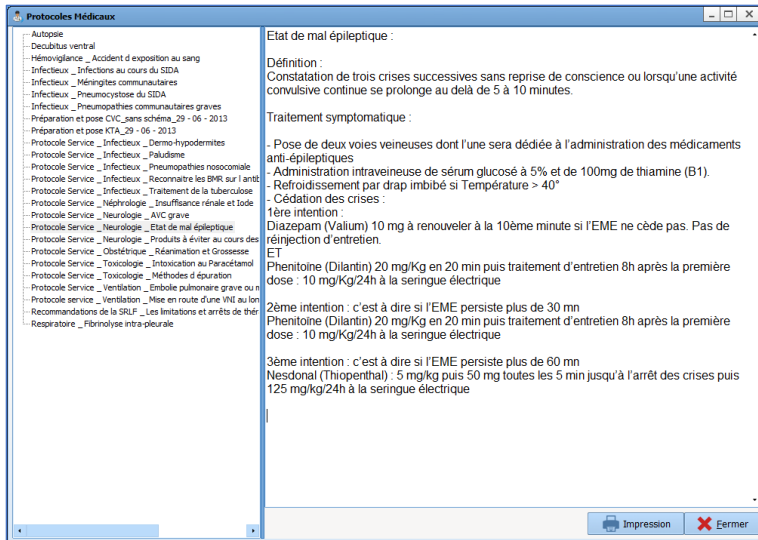 Protocoles Médicaux
Autopsie
Decubitus ventral
Hémovigilance _ Accident d exposition au sang
Infectieux _ Infections au cours du SIDA
Infectieux _ Méningites communautaires
Infectieux _ Pneumocystose du SIDA
Infectieux _ Pneumopathies communautaires graves
Préparation et pose CVC_sans schéma_29 - 06 - 2013
Préparation et pose KTA_29 - 06 - 2013
Protocole Service _ Infectieux _ Dermo-hypodermites
Protocole Service _ Infectieux _ Paludisme
Protocole Service _ Infectieux _ Pneumopathies nosocomiale
Protocole Service _ Infectieux _ Reconnaitre les BMR sur l antib
Protocole Service _ Infectieux _ Traitement de la tuberculose
Protocole Service _ Néphrologie _ Insuffisance rénale et Iode
Protocole Service _ Neurologie _ AVC grave
Protocole Service _ Neurologie _ Etat de mal épileptique
Protocole Service _ Neurologie _ Produits à éviter au cours des
Protocole Service _ Obstétrique _ Réanimation et Grossesse
Protocole Service _ Toxicologie _ Intoxication au Paracétamol
Protocole Service _ Toxicologie _ Méthodes d épuration
Protocole service _ Ventilation _ Embolie pulmonaire grave ou n
Protocole service _ Ventilation _ Mise en route d'une VNI au lon
Recommandations de la SRLF _ Les limitations et arrêts de thér
Respiratoire _ Fibrinolyse intra-pleurale
Etat de mal épileptique :
Définition :
Constatation de trois crises successives sans reprise de conscience ou lorsqu'une activité
convulsive continue se prolonge au delà de 5 à 10 minutes.
Traitement symptomatique :
- Pose de deux voies veineuses dont l'une sera dédiée à l'administration des médicaments
anti-épileptiques
- Administration intraveineuse de sérum glucosé à 5% et de 100mg de thiamine (B1).
- Refroidissement par drap imbibé si Température > 40°
- Cédation des crises :
1ère intention :
Diazepam (Valium) 10 mg à renouveler à la 10ème minute si l'EME ne cède pas. Pas de
réinjection d'entretien.
ET
Phenitoïne (Dilantin) 20 mg/Kg en 20 min puis traitement d'entretien 8h après la première
dose : 10 mg/Kg/24h à la seringue électrique
2ème intention : c'est à dire si l'EME persiste plus de 30 mn
Phenitoïne (Dilantin) 20 mg/Kg en 20 min puis traitement d'entretien 8h après la première
dose : 10 mg/Kg/24h à la seringue électrique
3ème intention : c'est à dire si l'EME persiste plus de 60 mn
Nesdonal (Thiopenthal) : 5 mg/kg puis 50 mg toutes les 5 min jusqu'à l'arrêt des crises puis
125 mg/kg/24h à la seringue électrique
Impression
Fermer